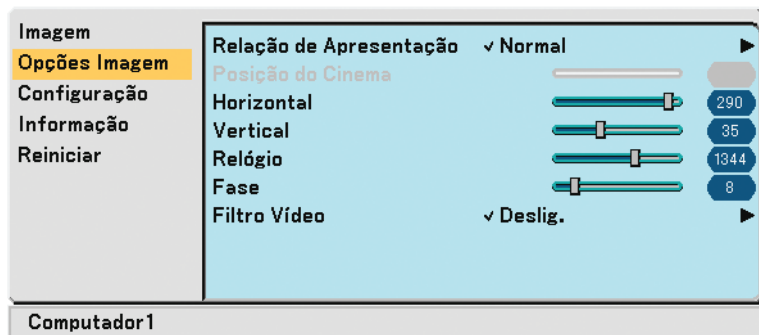 Imagem
Opções Imagem
Configuração
Informação
Reiniciar
Relação de Apresentação ✓ Normal
Posição do Cinema
Horizontal 290
Vertical 35
Relógio 1344
Fase 8
Filtro Vídeo ✓ Deslig.
Computador1